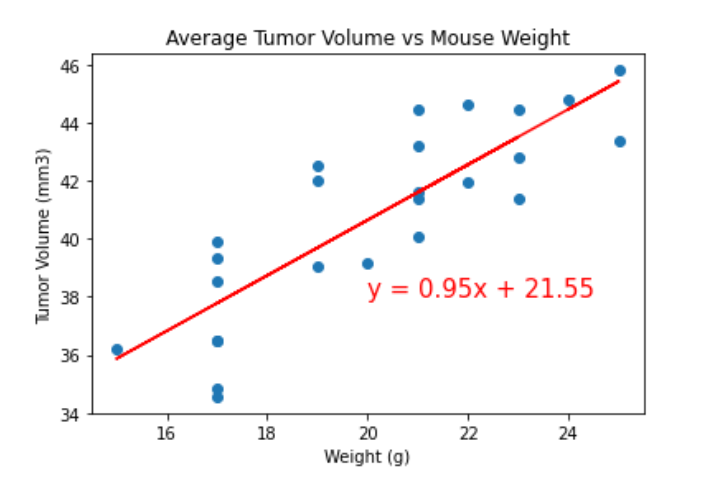 Average Tumor Volume vs Mouse Weight
46
44
42
40
38
36
34
Tumor Volume (mm3)
y = 0.95x + 21.55
16 18 20 22 24
Weight (g)